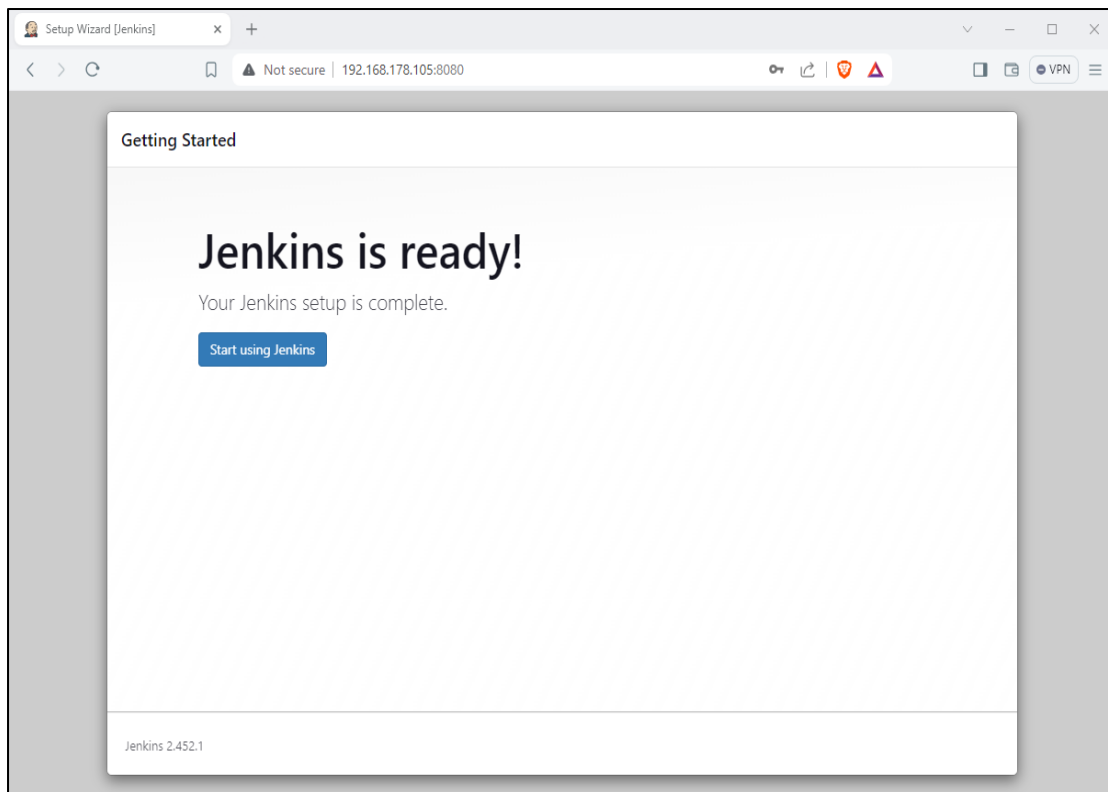 Setup Wizard [Jenkins]
Not secure | 192.168.178.105:8080
VPN
Getting Started
Jenkins is ready!
Your Jenkins setup is complete.
Start using Jenkins
Jenkins 2.452.1